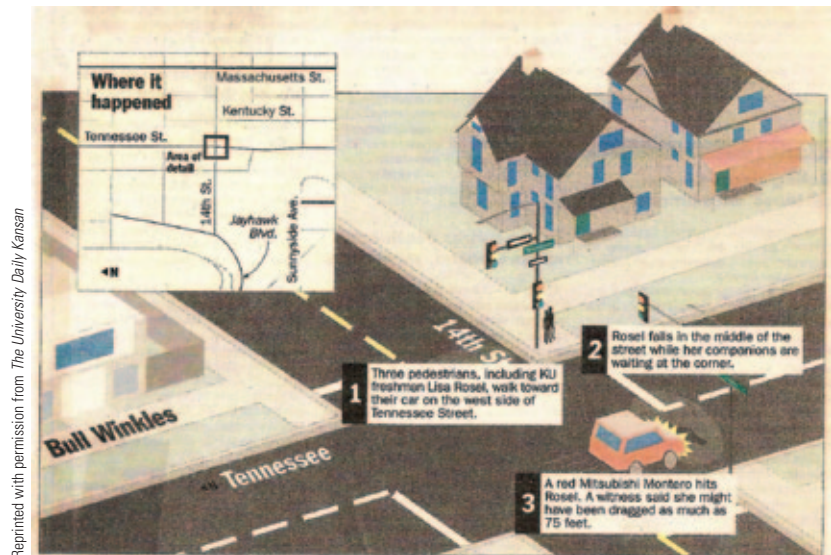 Reprinted with permission from The University Daily Kansan
Where it
happened
Massachusetts St.
Kentucky St.
Tennessee St.
Area of
detail
14th St.
Jayhawk
Blvd.
Sunnyside Ave.
◄N
14th St
1
Three pedestrians, including KU
freshman Lisa Rosel, walk toward
their car on the west side of
Tennessee Street.
2
Rosel falls in the middle of the
street while her companions are
waiting at the corner.
Bull Winkles
◄N Tennessee
3
A red Mitsubishi Montero hits
Rosel. A witness said she might
have been dragged as much as
75 feet.